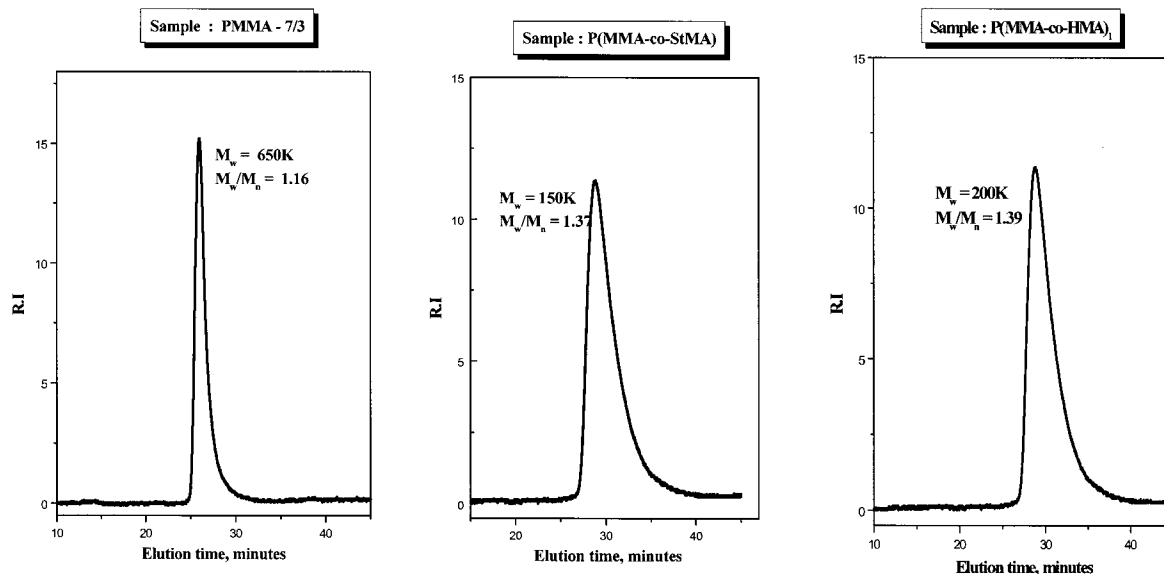 Sample : PMMA - 7/3
15
10
5
0
R.I
M_w = 650K
M_w/M_n = 1.16
10 20 30 40
Elution time, minutes
Sample : P(MMA-co-StMA)
15
10
5
0
R.I
M_w = 150K
M_w/M_n = 1.37
20 30 40
Elution time, minutes
Sample : P(MMA-co-HMA)₁
15
10
5
0
R.I
M_w = 200K
M_w/M_n = 1.39
10 20 30 40
Elution time, minutes